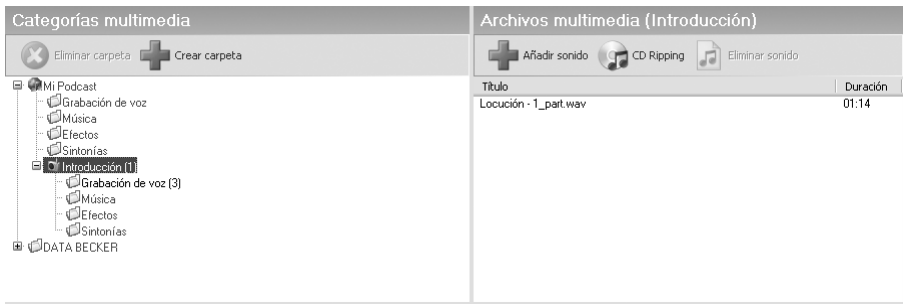 Categorías multimedia
Eliminar carpeta Crear carpeta
Mi Podcast
Grabación de voz
Música
Efectos
Sintonías
Introducción (1)
Grabación de voz (3)
Música
Efectos
Sintonías
DATA BECKER
Archivos multimedia (Introducción)
Añadir sonido CD Ripping Eliminar sonido
Título Duración
Locución - 1_part.wav 01:14